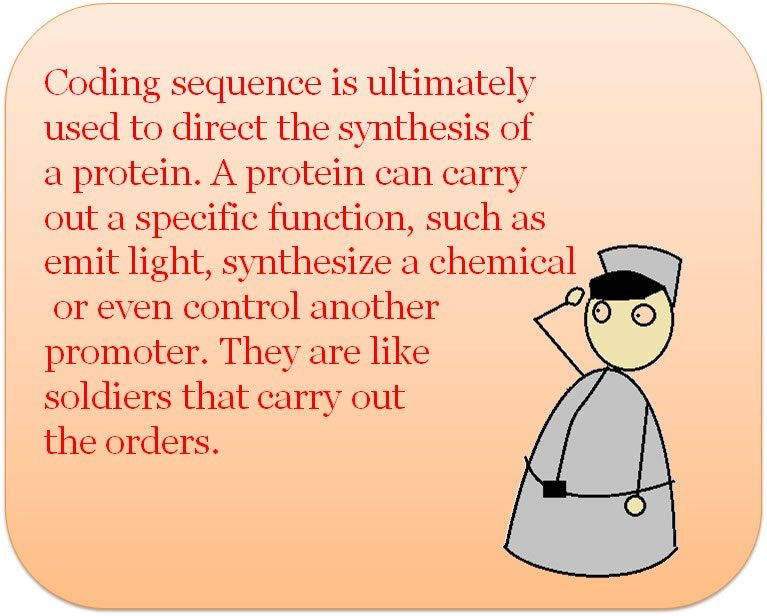 Coding sequence is ultimately
used to direct the synthesis of
a protein. A protein can carry
out a specific function, such as
emit light, synthesize a chemical
or even control another
promoter. They are like
soldiers that carry out
the orders.